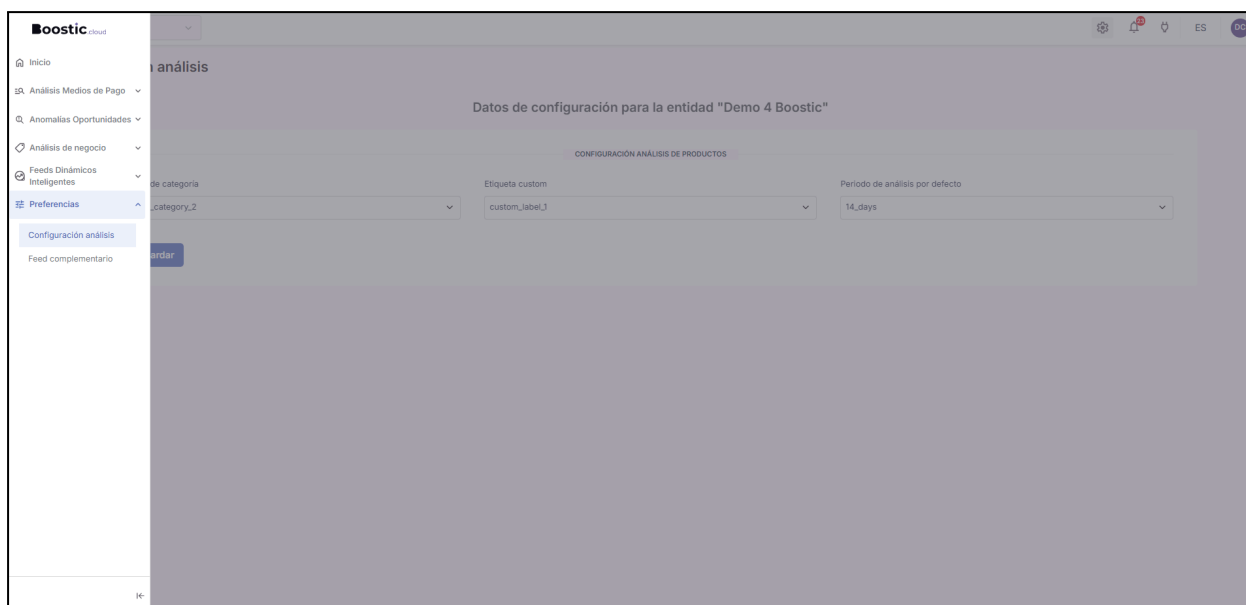 Boostic.cloud
23
ES
DC
Inicio
n análisis
Análisis Medios de Pago
Datos de configuración para la entidad "Demo 4 Boostic"
Anomalías Oportunidades
Análisis de negocio
CONFIGURACIÓN ANÁLISIS DE PRODUCTOS
Feeds Dinámicos
Inteligentes
de categoría
Etiqueta custom
Periodo de análisis por defecto
Preferencias
_category_2
custom_label_1
14_days
Configuración análisis
ardar
Feed complementario